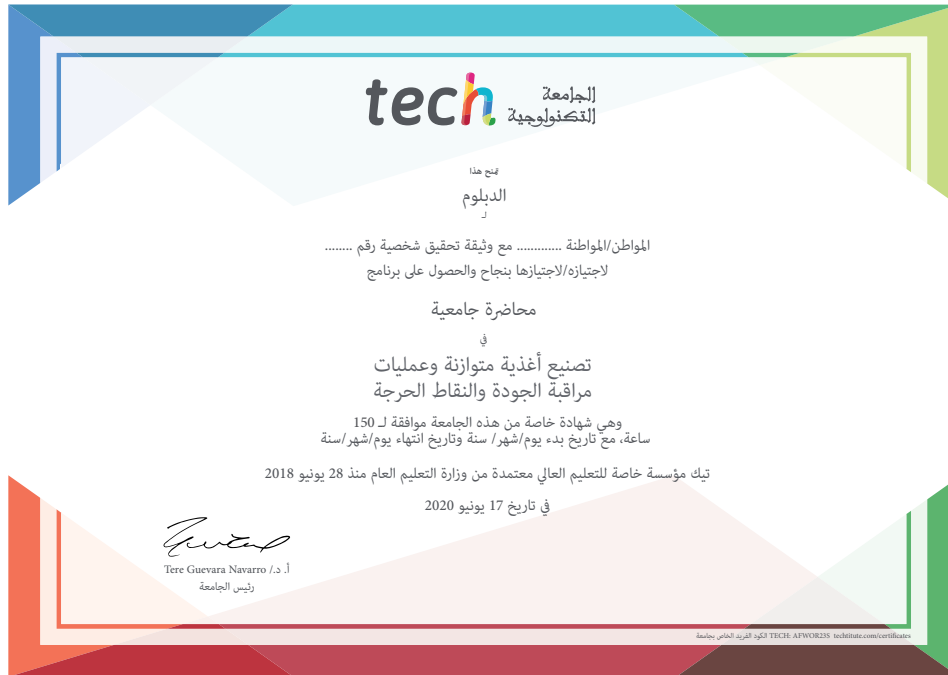 tech الجامعة
التكنولوجية
تمنح هذا
الدبلوم
لـ
المواطن/المواطنة ............. مع وثيقة تحقيق شخصية رقم ........
لاجتيازه/لاجتيازها بنجاح والحصول على برنامج
محاضرة جامعية
في
تصنيع أغذية متوازنة وعمليات
مراقبة الجودة والنقاط الحرجة
وهي شهادة خاصة من هذه الجامعة موافقة لـ 150
ساعة، مع تاريخ بدء يوم/شهر/ سنة وتاريخ انتهاء يوم/شهر/سنة
تيك مؤسسة خاصة للتعليم العالي معتمدة من وزارة التعليم العام منذ 28 يونيو 2018
في تاريخ 17 يونيو 2020
أ. د./ Tere Guevara Navarro
رئيس الجامعة
الكود الفريد الخاص بجامعة TECH: AFWOR23S techtitute.com/certificates